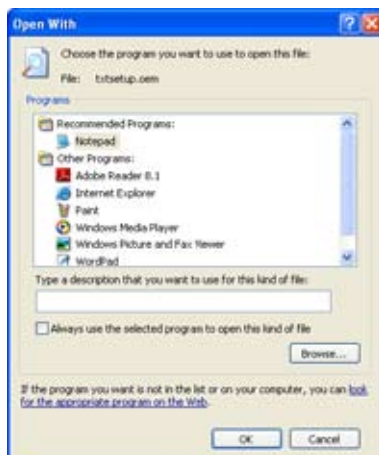 Open With
Choose the program you want to use to open this file:
File: txtsetup.oem
Programs
Recommended Programs:
Notepad
Other Programs:
Adobe Reader 8.1
Internet Explorer
Paint
Windows Media Player
Windows Picture and Fax Viewer
WordPad
Type a description that you want to use for this kind of file:
Always use the selected program to open this kind of file
Browse...
If the program you want is not in the list or on your computer, you can look
for the appropriate program on the Web.
OK Cancel